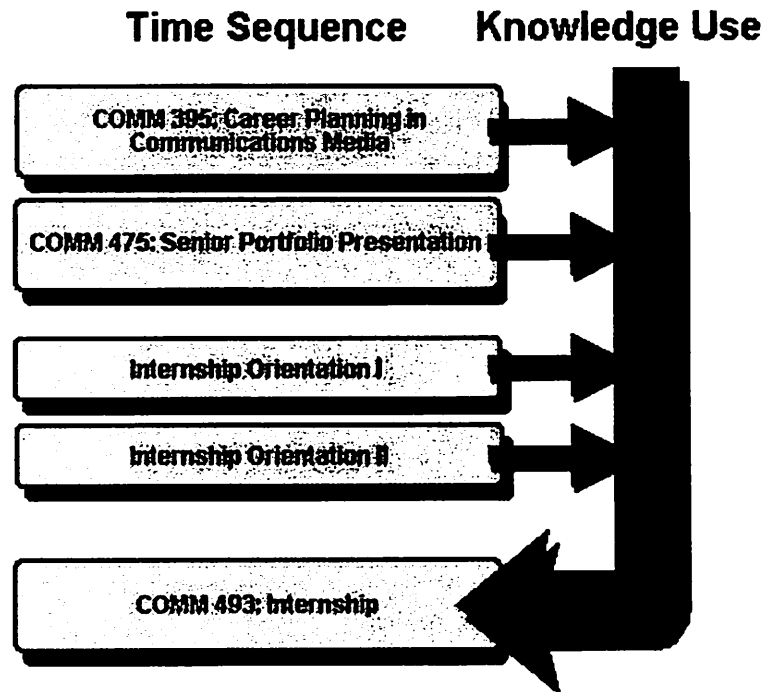 Time Sequence Knowledge Use
COMM 395: Career Planning in
Communications Media
COMM 475: Senior Portfolio Presentation
Internship Orientation I
Internship Orientation II
COMM 493: Internship